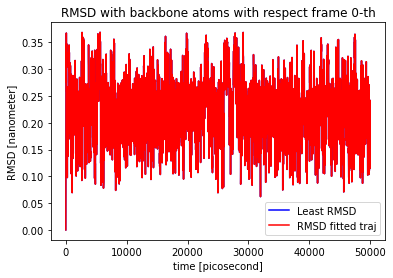 RMSD with backbone atoms with respect frame 0-th
RMSD [nanometer]
0.35
0.30
0.25
0.20
0.15
0.10
0.05
0.00
Least RMSD
RMSD fitted traj
0
10000
20000
30000
40000
50000
time [picosecond]